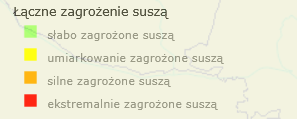 Łączne zagrożenie suszą
słabo zagrożone suszą
umiarkowanie zagrożone suszą
silne zagrożone suszą
ekstremalnie zagrożone suszą